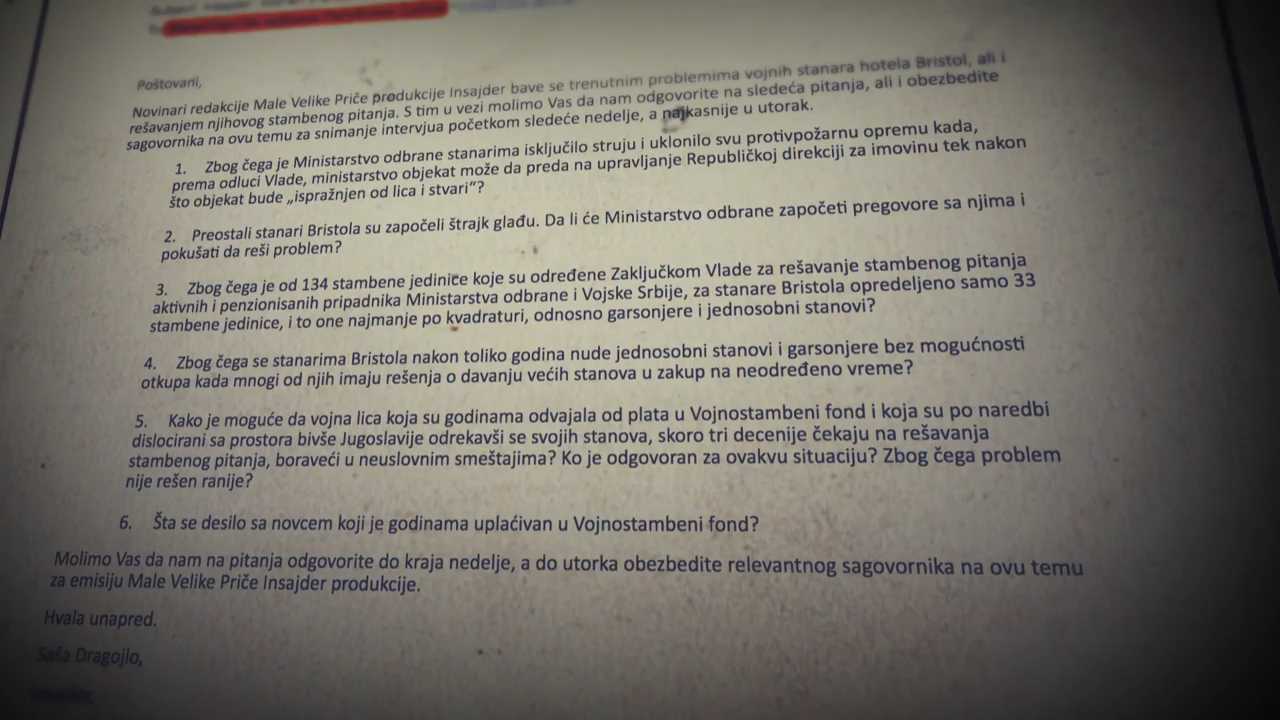 Poštovani,
Novinari redakcije Male Velike Priče produkcije Insajder bave se trenutnim problemima vojnih stanara hotela Bristol, ali i
rešavanjem njihovog stambenog pitanja. S tim u vezi molimo Vas da nam odgovorite na sledeća pitanja, ali i obezbedite
sagovornika na ovu temu za snimanje intervjua početkom sledeće nedelje, a najkasnije u utorak.
1. Zbog čega je Ministarstvo odbrane stanarima isključilo struju i uklonilo svu protivpožarnu opremu kada,
prema odluci Vlade, ministarstvo objekat može da preda na upravljanje Republičkoj direkciji za imovinu tek nakon
što objekat bude „ispražnjen od lica i stvari“?
2. Preostali stanari Bristola su započeli štrajk glađu. Da li će Ministarstvo odbrane započeti pregovore sa njima i
pokušati da reši problem?
3. Zbog čega je od 134 stambene jedinice koje su određene Zaključkom Vlade za rešavanje stambenog pitanja
aktivnih i penzionisanih pripadnika Ministarstva odbrane i Vojske Srbije, za stanare Bristola opredeljeno samo 33
stambene jedinice, i to one najmanje po kvadraturi, odnosno garsonjere i jednosobni stanovi?
4. Zbog čega se stanarima Bristola nakon toliko godina nude jednosobni stanovi i garsonjere bez mogućnosti
otkupa kada mnogi od njih imaju rešenja o davanju većih stanova u zakup na neodređeno vreme?
5. Kako je moguće da vojna lica koja su godinama odvajala od plata u Vojnostambeni fond i koja su po naredbi
dislocirani sa prostora bivše Jugoslavije odrekavši se svojih stanova, skoro tri decenije čekaju na rešavanja
stambenog pitanja, boraveći u neuslovnim smeštajima? Ko je odgovoran za ovakvu situaciju? Zbog čega problem
nije rešen ranije?
6. Šta se desilo sa novcem koji je godinama uplaćivan u Vojnostambeni fond?
Molimo Vas da nam na pitanja odgovorite do kraja nedelje, a do utorka obezbedite relevantnog sagovornika na ovu temu
za emisiju Male Velike Priče Insajder produkcije.
Hvala unapred.
Saša Dragojlo,